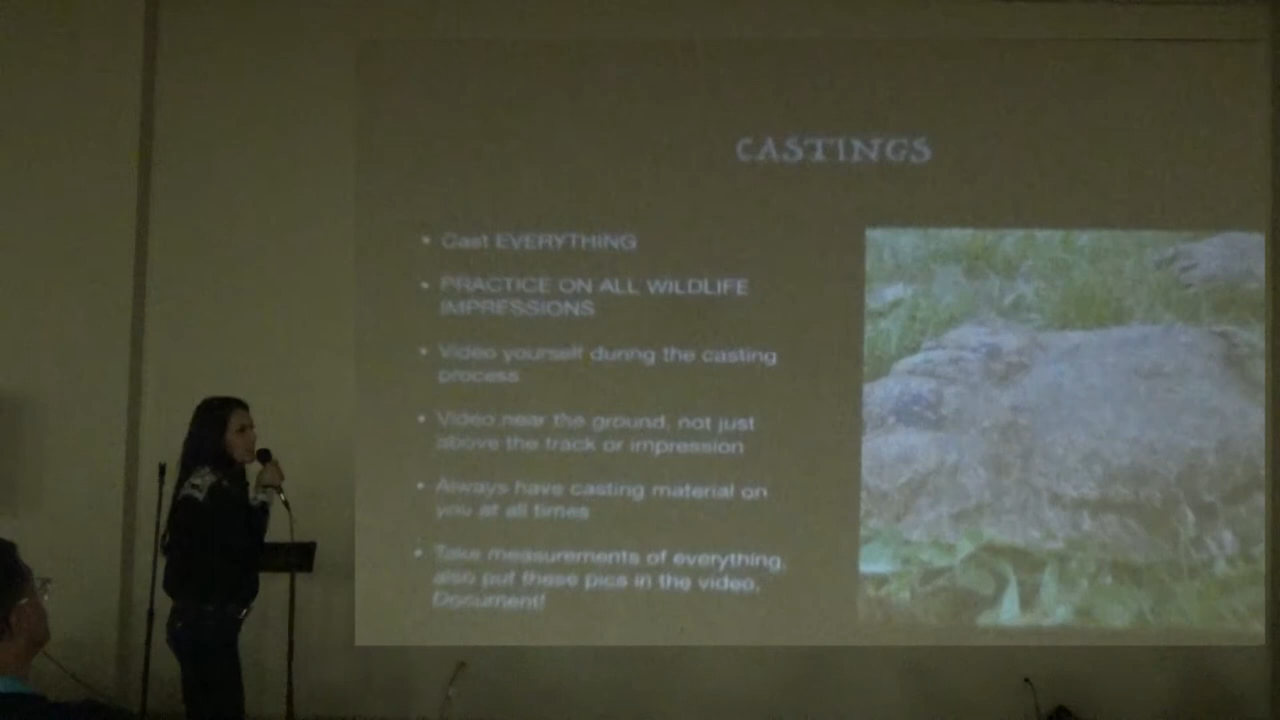 CASTINGS
• Cast EVERYTHING
• PRACTICE ON ALL WILDLIFE
IMPRESSIONS
• Video yourself during the casting
process
• Video near the ground, not just
above the track or impression
• Always have casting material on
you at all times
• Take measurements of everything,
also put these pics in the video,
Document!